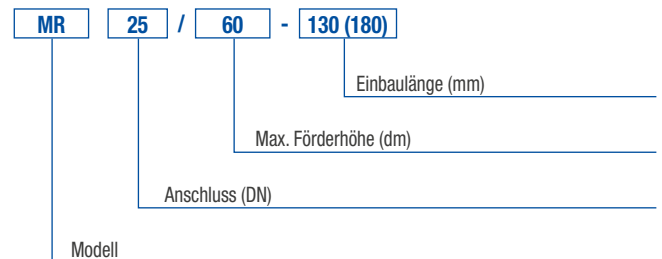 MR 25 / 60 - 130 (180)
Einbaulänge (mm)
Max. Förderhöhe (dm)
Anschluss (DN)
Modell